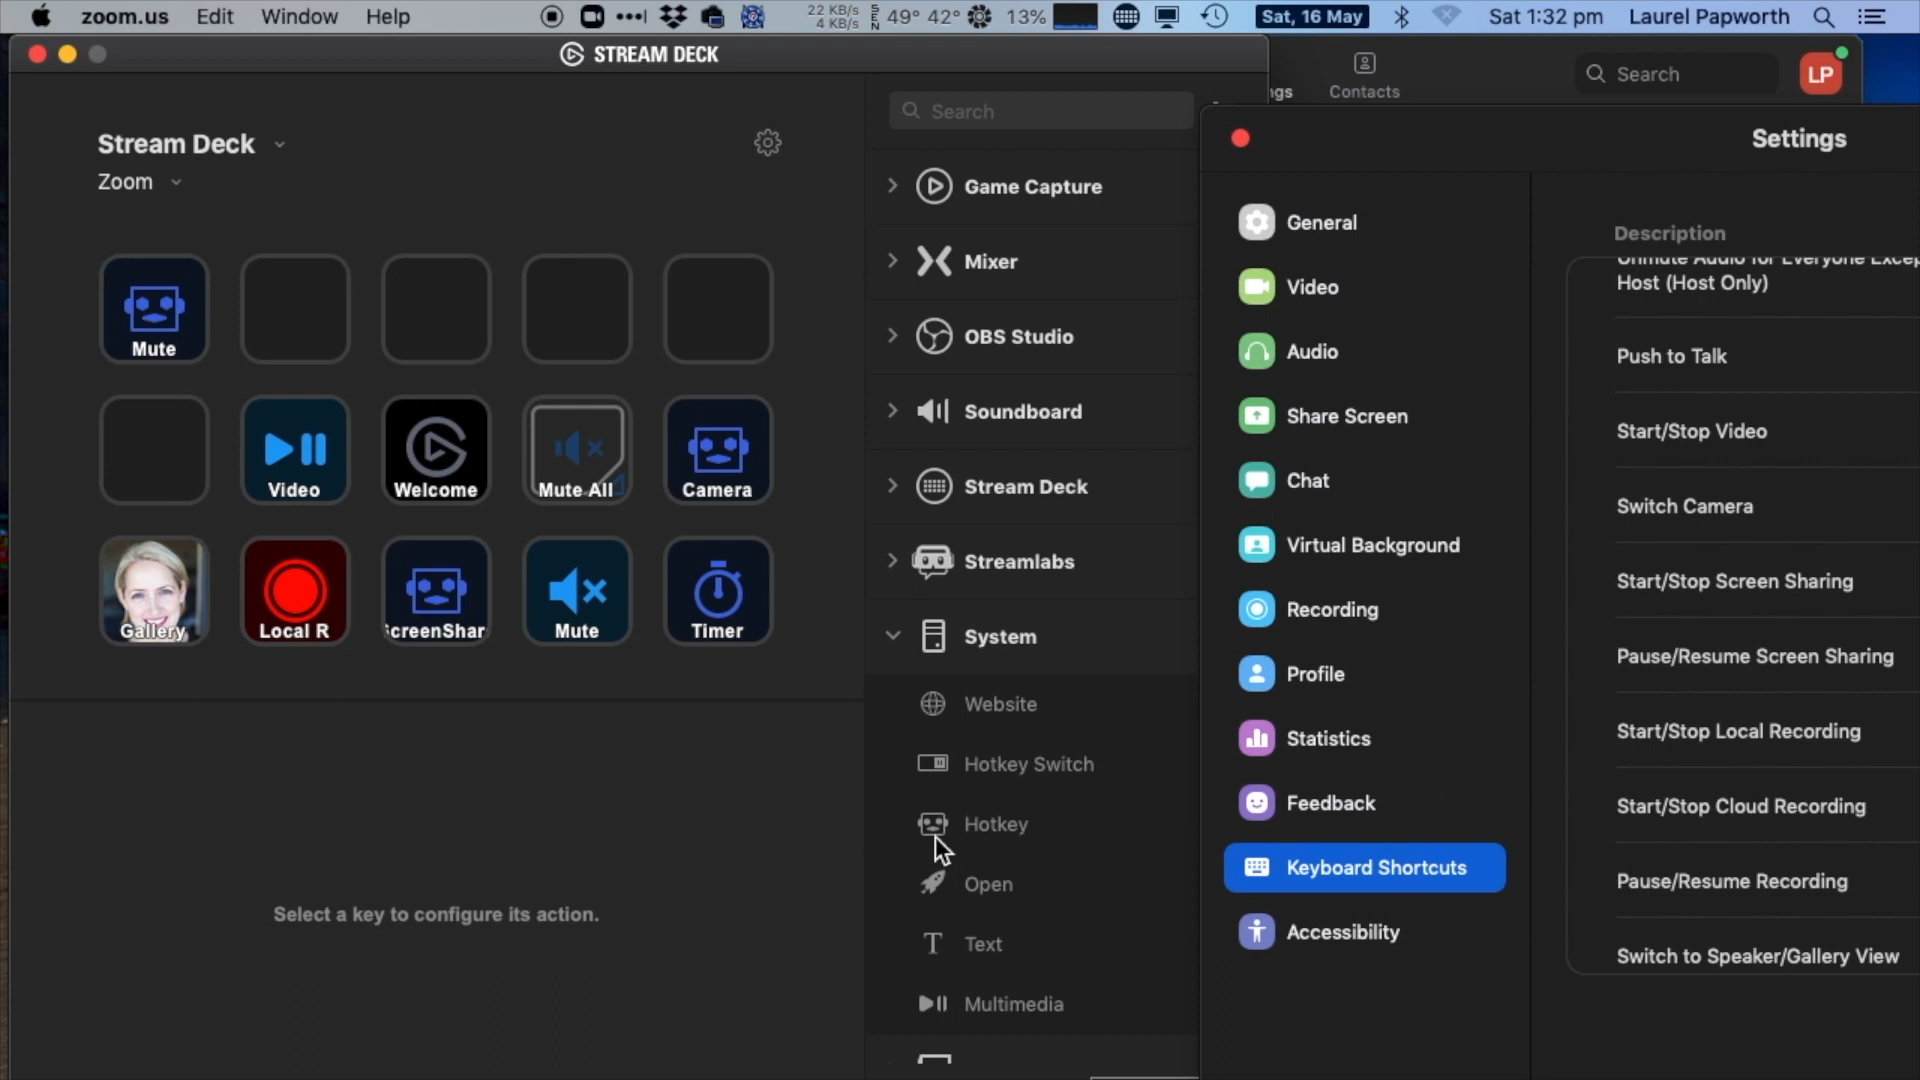 zoom.us Edit Window Help
22 KB/s
4 KB/s
49° 42° 13% Sat, 16 May Sat 1:32 pm Laurel Papworth
STREAM DECK
Stream Deck
Zoom
Mute
Video Welcome Mute All Camera
Gallery Local R ScreenShar Mute Timer
Select a key to configure its action.
Search
Game Capture
Mixer
OBS Studio
Soundboard
Stream Deck
Streamlabs
System
Website
Hotkey Switch
Hotkey
Open
Text
Multimedia
ngs Contacts
Search
LP
Settings
General
Video
Audio
Share Screen
Chat
Virtual Background
Recording
Profile
Statistics
Feedback
Keyboard Shortcuts
Accessibility
Description
Unmute Audio for Everyone Excep
Host (Host Only)
Push to Talk
Start/Stop Video
Switch Camera
Start/Stop Screen Sharing
Pause/Resume Screen Sharing
Start/Stop Local Recording
Start/Stop Cloud Recording
Pause/Resume Recording
Switch to Speaker/Gallery View